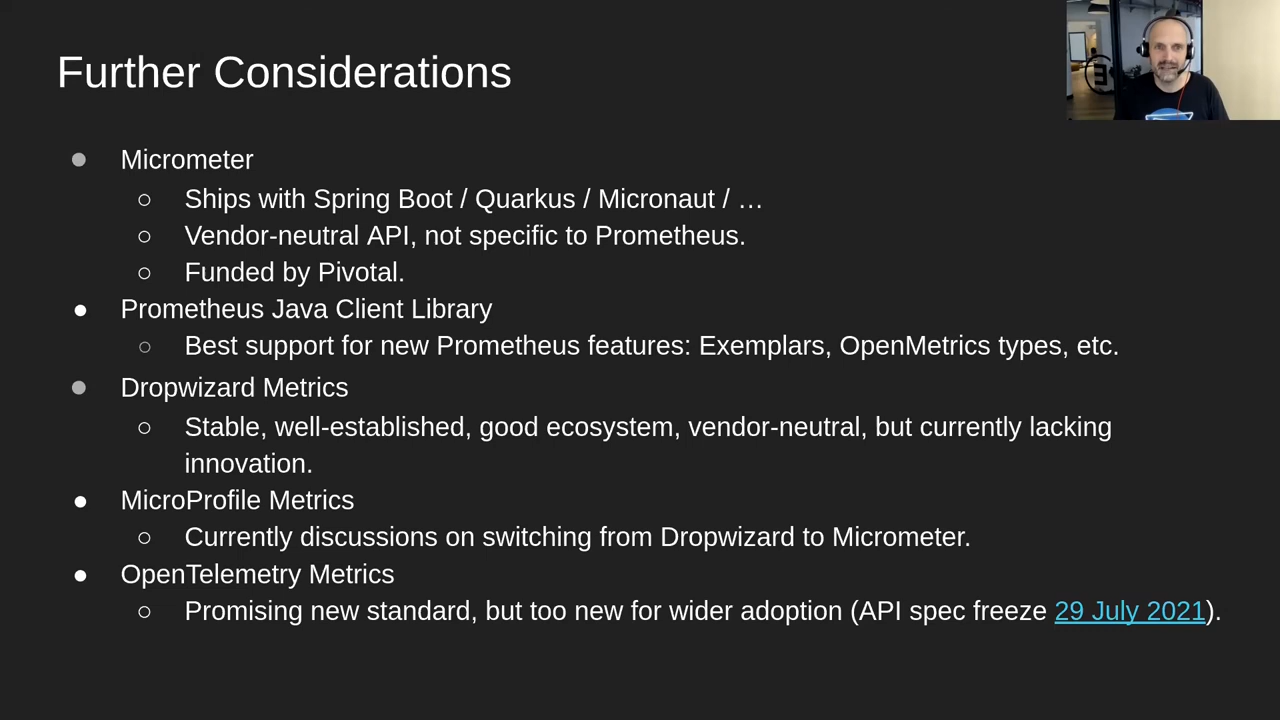 Further Considerations
Micrometer
Ships with Spring Boot / Quarkus / Micronaut / …
Vendor-neutral API, not specific to Prometheus.
Funded by Pivotal.
Prometheus Java Client Library
Best support for new Prometheus features: Exemplars, OpenMetrics types, etc.
Dropwizard Metrics
Stable, well-established, good ecosystem, vendor-neutral, but currently lacking
innovation.
MicroProfile Metrics
Currently discussions on switching from Dropwizard to Micrometer.
OpenTelemetry Metrics
Promising new standard, but too new for wider adoption (API spec freeze 29 July 2021).